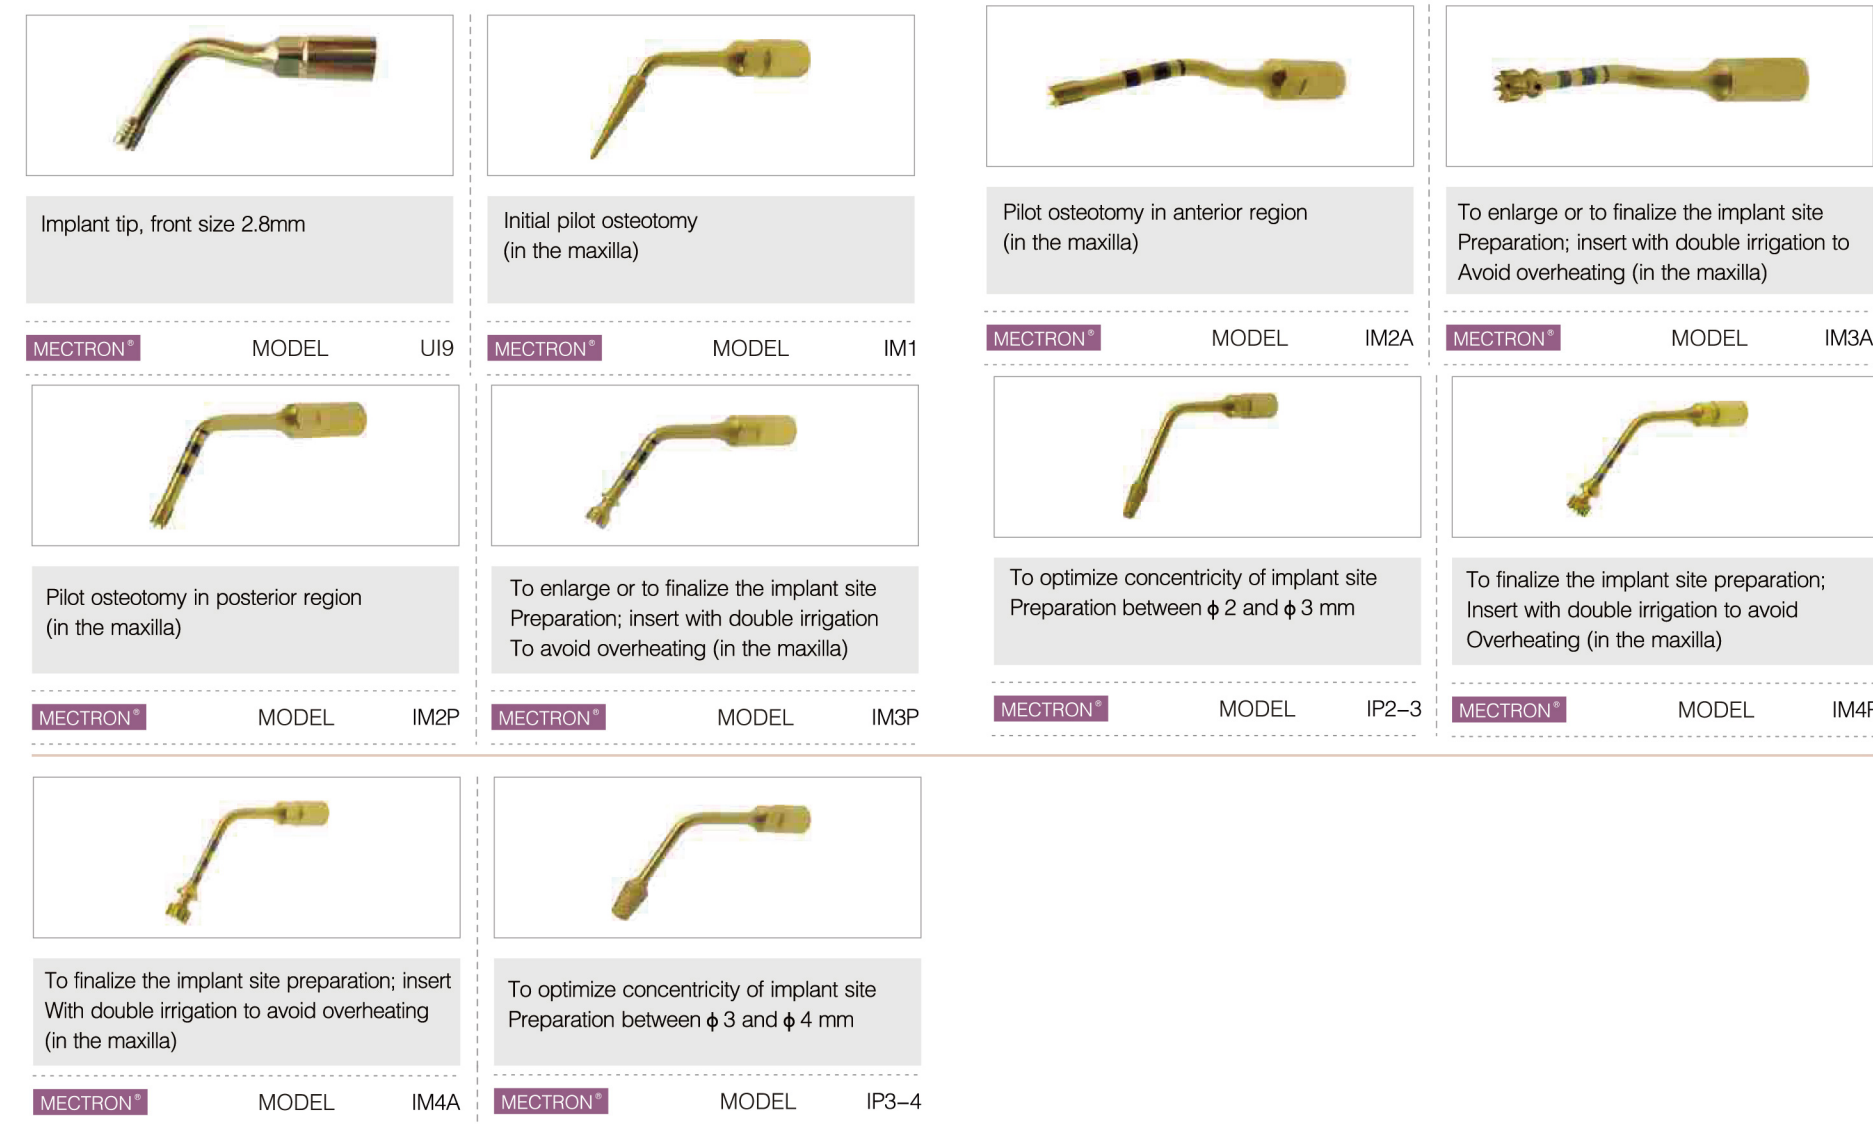 Implant tip, front size 2.8mm
MECTRON® MODEL UI9
Initial pilot osteotomy
(in the maxilla)
MECTRON® MODEL IM1
Pilot osteotomy in anterior region
(in the maxilla)
MECTRON® MODEL IM2A
To enlarge or to finalize the implant site
Preparation; insert with double irrigation to
Avoid overheating (in the maxilla)
MECTRON® MODEL IM3A
Pilot osteotomy in posterior region
(in the maxilla)
MECTRON® MODEL IM2P
To enlarge or to finalize the implant site
Preparation; insert with double irrigation
To avoid overheating (in the maxilla)
MECTRON® MODEL IM3P
To optimize concentricity of implant site
Preparation between ϕ 2 and ϕ 3 mm
MECTRON® MODEL IP2–3
To finalize the implant site preparation;
Insert with double irrigation to avoid
Overheating (in the maxilla)
MECTRON® MODEL
To finalize the implant site preparation; insert
With double irrigation to avoid overheating
(in the maxilla)
MECTRON® MODEL IM4A
To optimize concentricity of implant site
Preparation between ϕ 3 and ϕ 4 mm
MECTRON® MODEL IP3–4